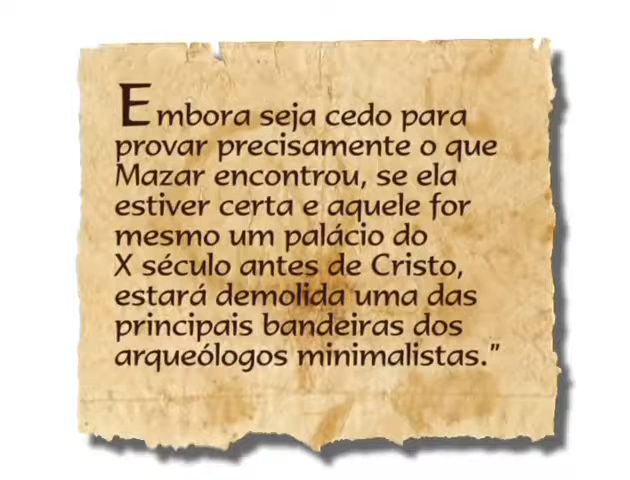 Embora seja cedo para
provar precisamente o que
Mazar encontrou, se ela
estiver certa e aquele for
mesmo um palácio do
X século antes de Cristo,
estará demolida uma das
principais bandeiras dos
arqueólogos minimalistas."